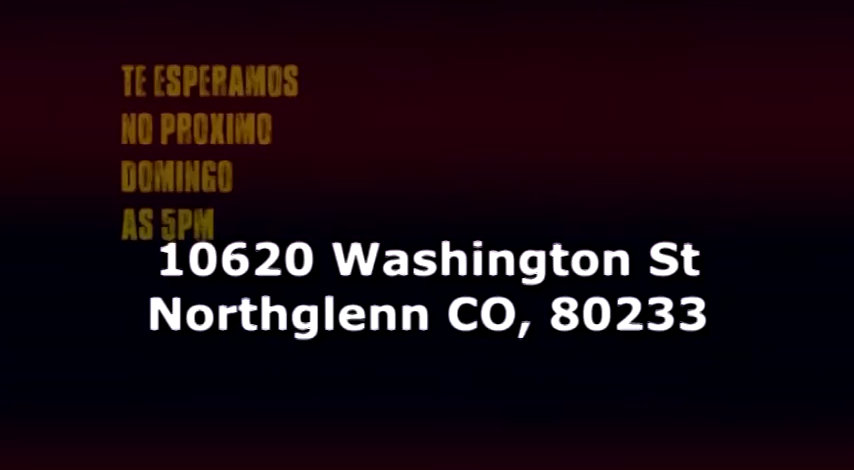 TE ESPERAMOS
NO PROXIMO
DOMINGO
AS 5PM
10620 Washington St
Northglenn CO, 80233